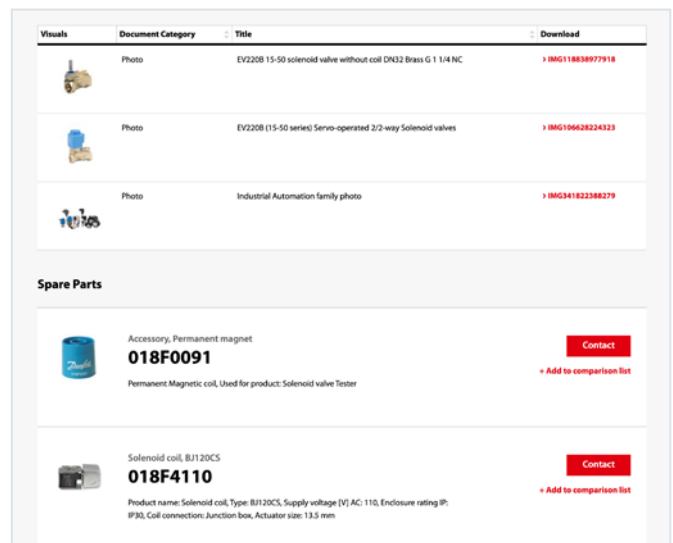 Visuals Document Category Title Download
Photo EV220B 15-50 solenoid valve without coil DN32 Brass G 1 1/4 NC > IMG118838977918
Photo EV220B (15-50 series) Servo-operated 2/2-way Solenoid valves > IMG106628224323
Photo Industrial Automation family photo > IMG341822388279
Spare Parts
Accessory, Permanent magnet
018F0091
Contact
Danfoss
+ Add to comparison list
Permanent Magnetic coil, Used for product: Solenoid valve Tester
Solenoid coil, BJ120CS
018F4110
Contact
+ Add to comparison list
Product name: Solenoid coil, Type: BJ120CS, Supply voltage [V] AC: 110, Enclosure rating IP:
IP30, Coil connection: Junction box, Actuator size: 13.5 mm